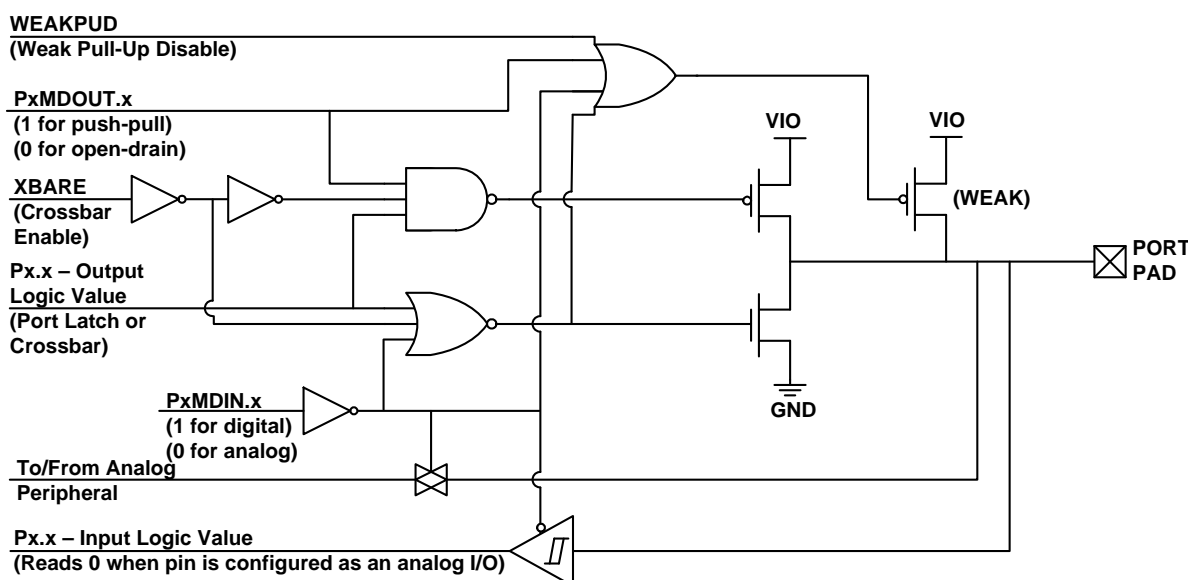 WEAKPUD
(Weak Pull-Up Disable)
PxMDOUT.x
(1 for push-pull)
(0 for open-drain)
XBARE
(Crossbar
Enable)
Px.x – Output
Logic Value
(Port Latch or
Crossbar)
PxMDIN.x
(1 for digital)
(0 for analog)
To/From Analog
Peripheral
Px.x – Input Logic Value
(Reads 0 when pin is configured as an analog I/O)
VIO
VIO
(WEAK)
GND
PORT
PAD